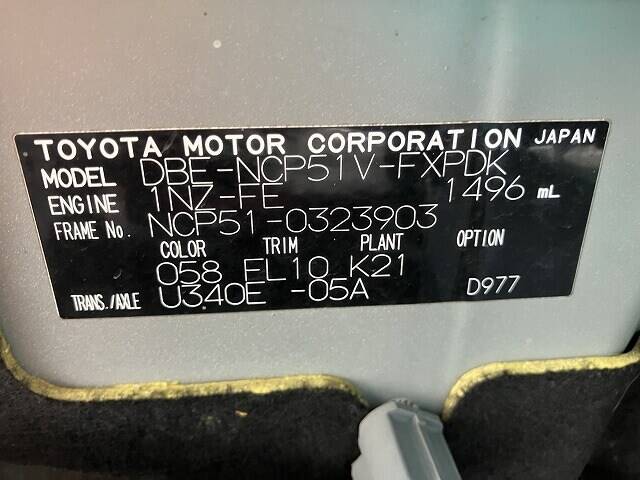 TOYOTA MOTOR CORPORATION JAPAN
MODEL DBE-NCP51V-FXPDK
ENGINE 1NZ-FE 1496 mL
FRAME No. NCP51-0323903
COLOR TRIM PLANT OPTION
058 FL10 K21
TRANS./AXLE U340E -05A D977